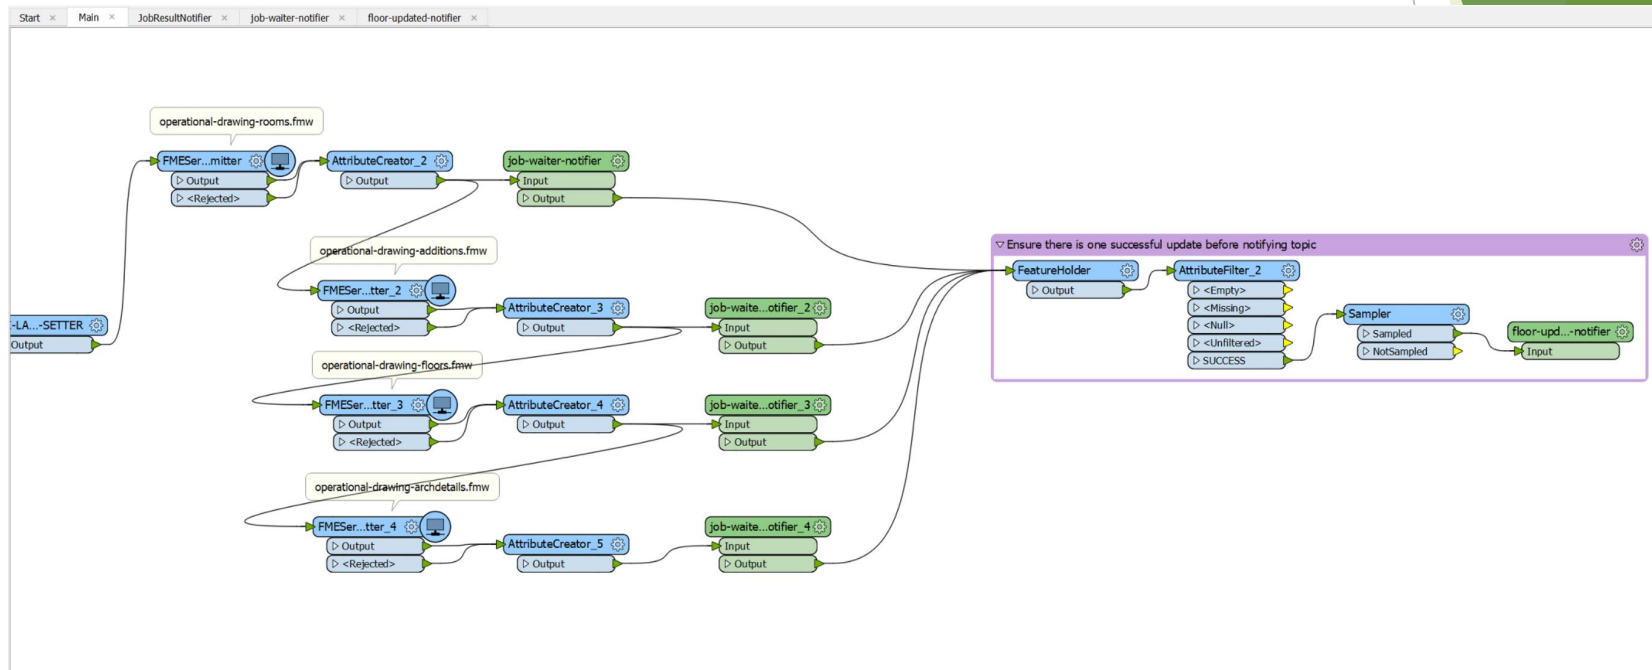 Start × Main × JobResultNotifier × job-waiter-notifier × floor-updated-notifier ×
operational-drawing-rooms.fmw
FMESer...mitter
Output
<Rejected>
AttributeCreator_2
Output
job-waiter-notifier
Input
Output
operational-drawing-additions.fmw
FMESer...tter_2
Output
<Rejected>
AttributeCreator_3
Output
job-waite...otifier_2
Input
Output
-LA...-SETTER
Output
operational-drawing-floors.fmw
FMESer...tter_3
Output
<Rejected>
AttributeCreator_4
Output
job-waite...otifier_3
Input
Output
operational-drawing-archdetails.fmw
FMESer...tter_4
Output
<Rejected>
AttributeCreator_5
Output
job-waite...otifier_4
Input
Output
Ensure there is one successful update before notifying topic
FeatureHolder
Output
AttributeFilter_2
<Empty>
<Missing>
<Null>
<Unfiltered>
SUCCESS
Sampler
Sampled
NotSampled
floor-upd...-notifier
Input